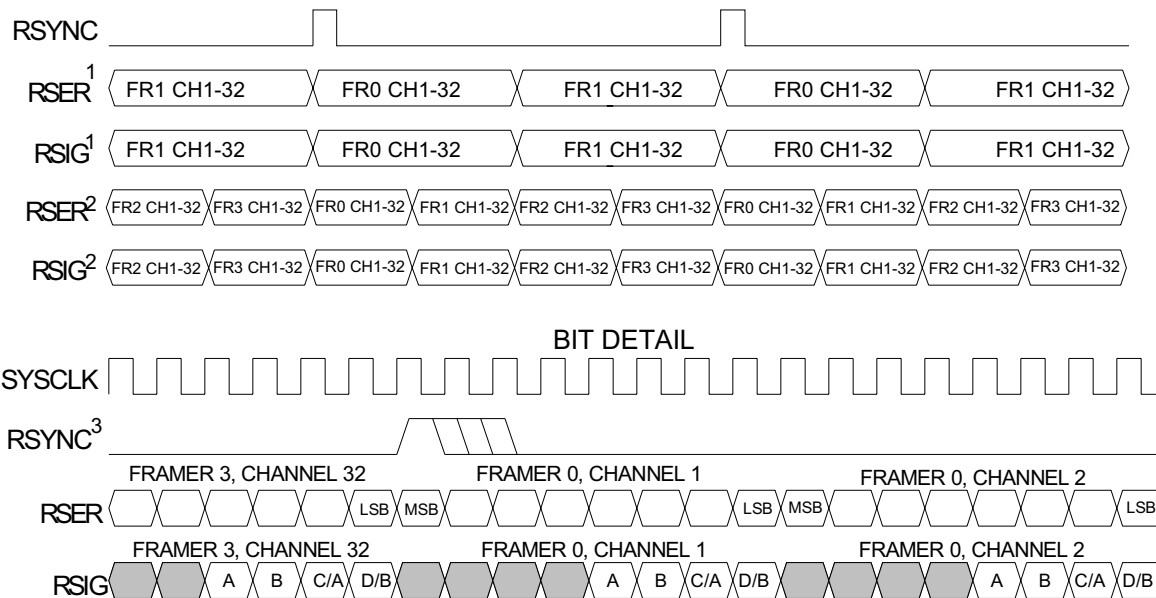 RSYNC
RSER1 FR1 CH1-32 FR0 CH1-32 FR1 CH1-32 FR0 CH1-32 FR1 CH1-32
RSIG1 FR1 CH1-32 FR0 CH1-32 FR1 CH1-32 FR0 CH1-32 FR1 CH1-32
RSER2 FR2 CH1-32 FR3 CH1-32 FR0 CH1-32 FR1 CH1-32 FR2 CH1-32 FR3 CH1-32 FR0 CH1-32 FR1 CH1-32 FR2 CH1-32 FR3 CH1-32
RSIG2 FR2 CH1-32 FR3 CH1-32 FR0 CH1-32 FR1 CH1-32 FR2 CH1-32 FR3 CH1-32 FR0 CH1-32 FR1 CH1-32 FR2 CH1-32 FR3 CH1-32
BIT DETAIL
SYSCLK
RSYNC3
FRAMER 3, CHANNEL 32 FRAMER 0, CHANNEL 1 FRAMER 0, CHANNEL 2
RSER LSB MSB LSB MSB LSB
FRAMER 3, CHANNEL 32 FRAMER 0, CHANNEL 1 FRAMER 0, CHANNEL 2
RSIG A B C/A D/B A B C/A D/B A B C/A D/B